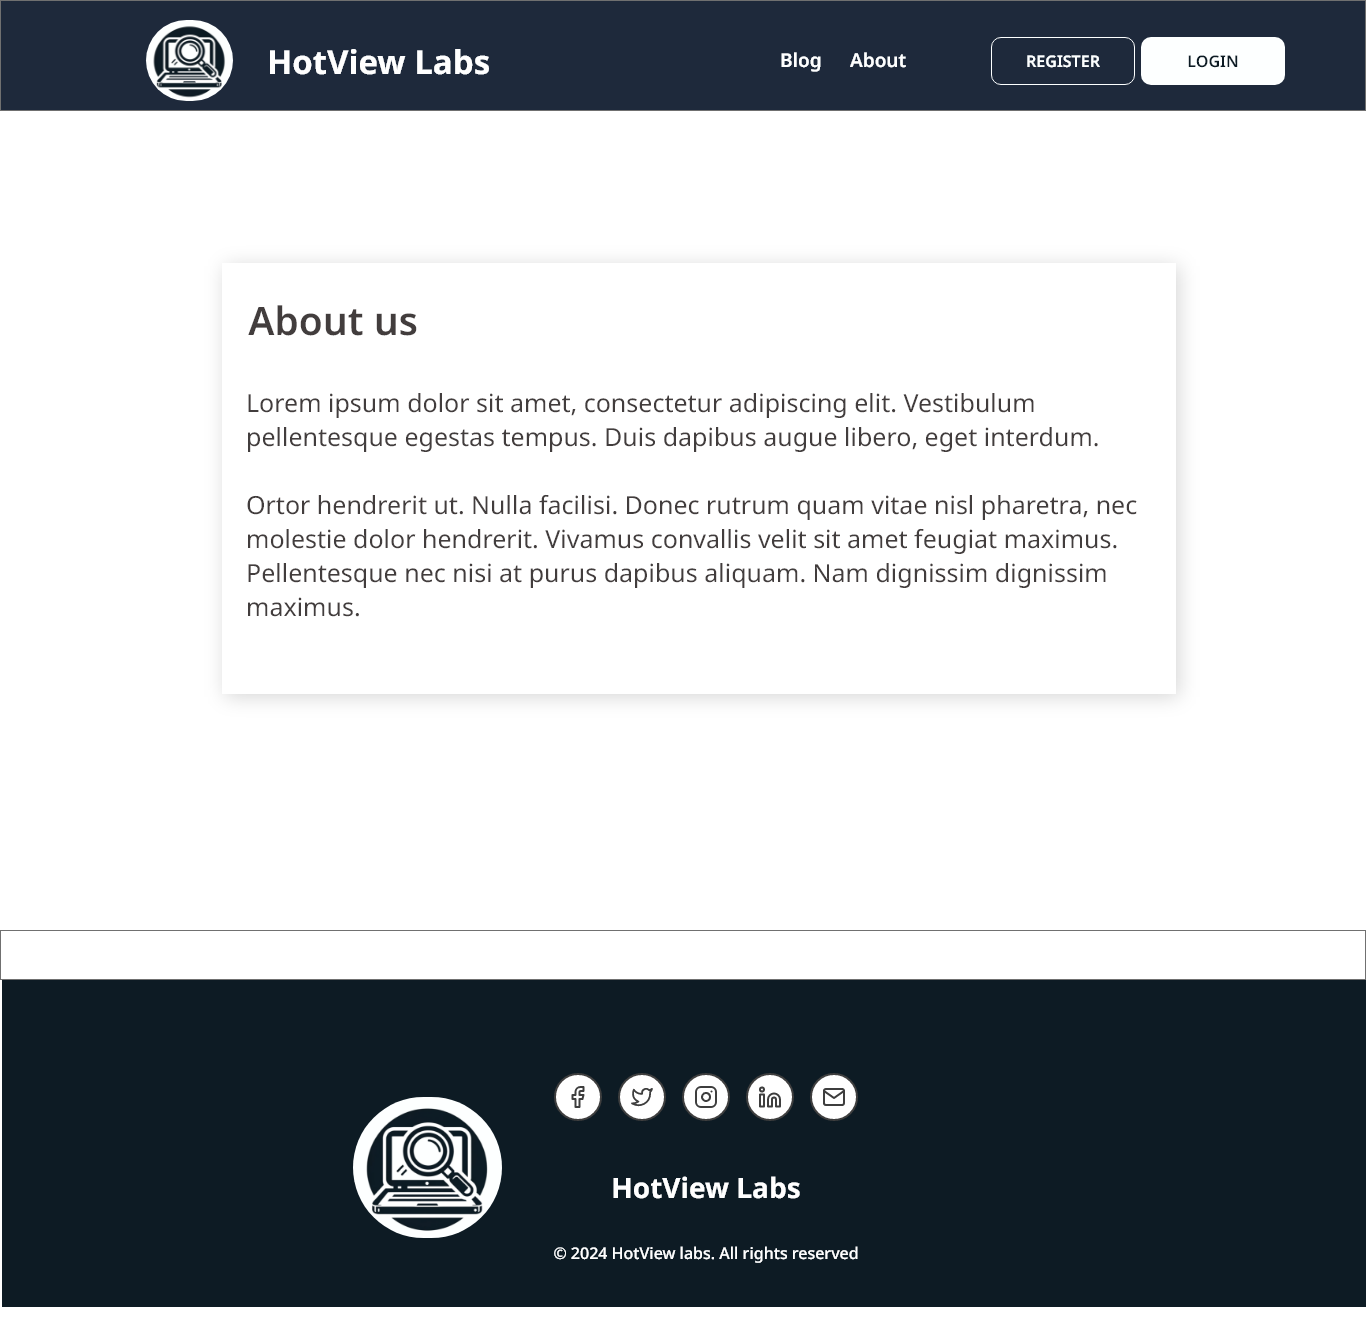 HotView Labs
Blog
About
REGISTER
LOGIN
About us
Lorem ipsum dolor sit amet, consectetur adipiscing elit. Vestibulum
pellentesque egestas tempus. Duis dapibus augue libero, eget interdum.
Ortor hendrerit ut. Nulla facilisi. Donec rutrum quam vitae nisl pharetra, nec
molestie dolor hendrerit. Vivamus convallis velit sit amet feugiat maximus.
Pellentesque nec nisi at purus dapibus aliquam. Nam dignissim dignissim
maximus.
HotView Labs
© 2024 HotView labs. All rights reserved